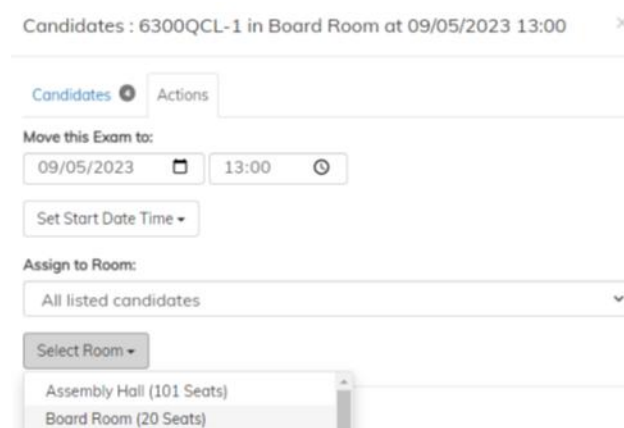 Candidates : 6300QCL-1 in Board Room at 09/05/2023 13:00 ×
Candidates 4 Actions
Move this Exam to:
09/05/2023 13:00
Set Start Date Time
Assign to Room:
All listed candidates
Select Room
Assembly Hall (101 Seats)
Board Room (20 Seats)